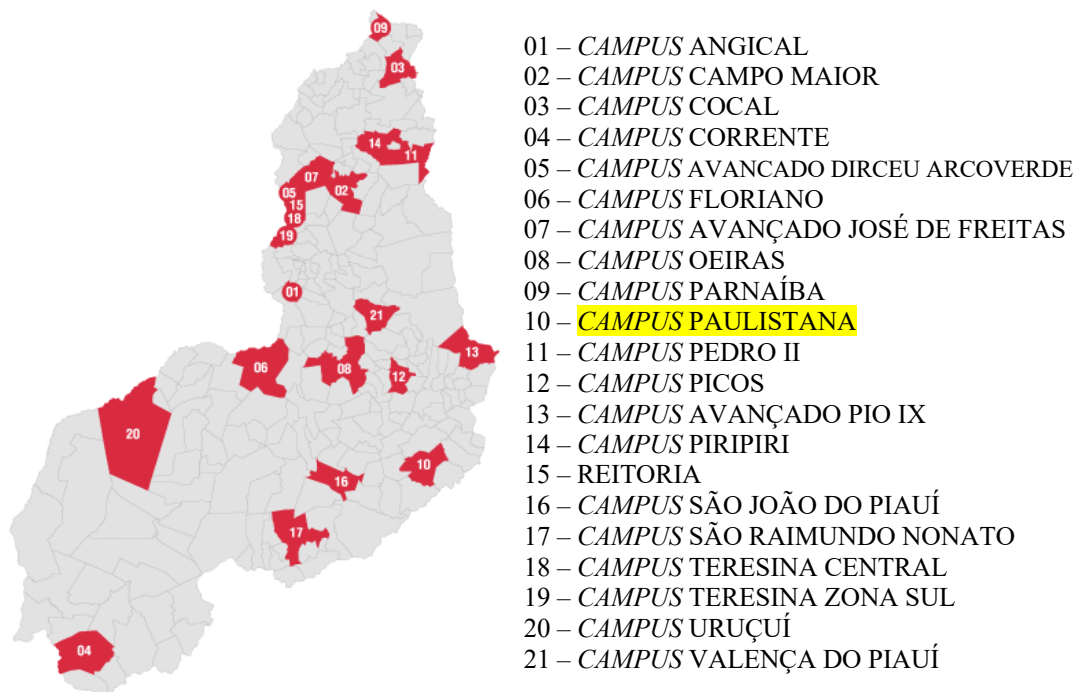 09
03
14
11
07
02
05
15
18
19
01
21
13
06
08
12
20
10
16
17
04
01 – CAMPUS ANGICAL
02 – CAMPUS CAMPO MAIOR
03 – CAMPUS COCAL
04 – CAMPUS CORRENTE
05 – CAMPUS AVANCADO DIRCEU ARCOVERDE
06 – CAMPUS FLORIANO
07 – CAMPUS AVANÇADO JOSÉ DE FREITAS
08 – CAMPUS OEIRAS
09 – CAMPUS PARNAÍBA
10 – CAMPUS PAULISTANA
11 – CAMPUS PEDRO II
12 – CAMPUS PICOS
13 – CAMPUS AVANÇADO PIO IX
14 – CAMPUS PIRIPIRI
15 – REITORIA
16 – CAMPUS SÃO JOÃO DO PIAUÍ
17 – CAMPUS SÃO RAIMUNDO NONATO
18 – CAMPUS TERESINA CENTRAL
19 – CAMPUS TERESINA ZONA SUL
20 – CAMPUS URUÇUÍ
21 – CAMPUS VALENÇA DO PIAUÍ